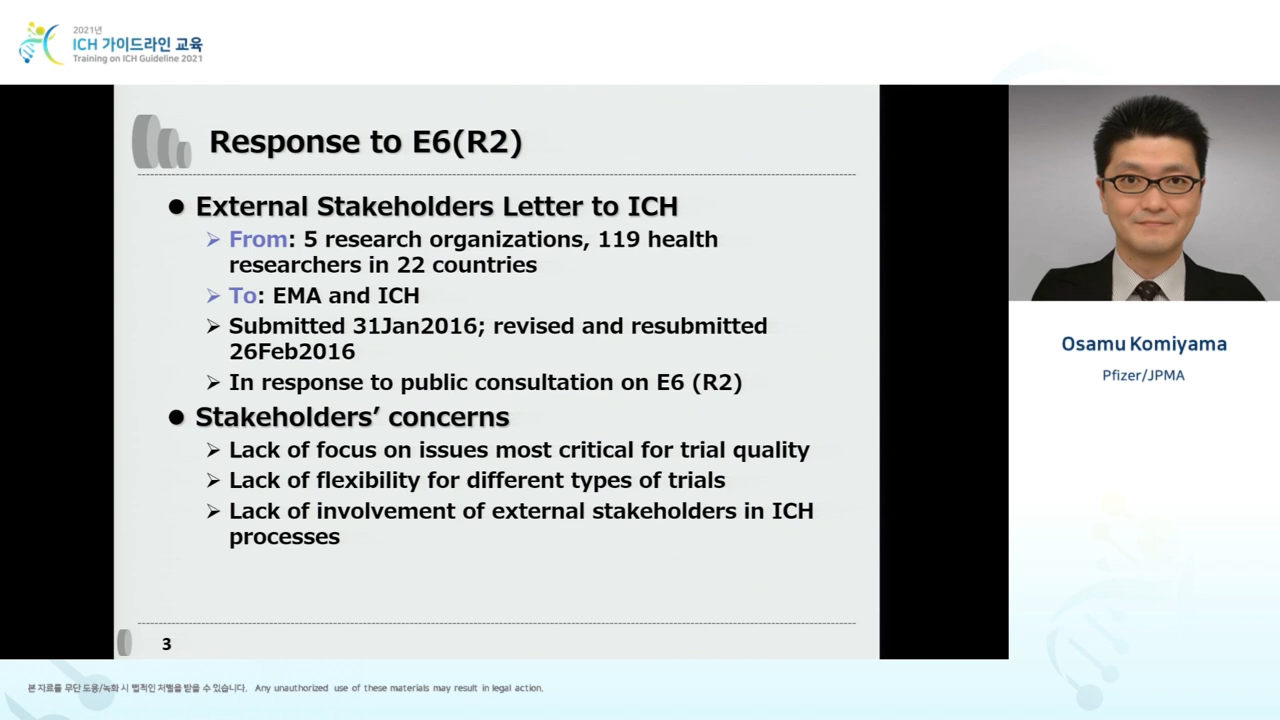 2021년
ICH 가이드라인 교육
Training on ICH Guideline 2021
Response to E6(R2)
● External Stakeholders Letter to ICH
➢ From: 5 research organizations, 119 health
researchers in 22 countries
➢ To: EMA and ICH
➢ Submitted 31Jan2016; revised and resubmitted
26Feb2016
➢ In response to public consultation on E6 (R2)
● Stakeholders’ concerns
➢ Lack of focus on issues most critical for trial quality
➢ Lack of flexibility for different types of trials
➢ Lack of involvement of external stakeholders in ICH
processes
3
Osamu Komiyama
Pfizer/JPMA
본 자료를 무단 도용/녹화 시 법적인 처벌을 받을 수 있습니다. Any unauthorized use of these materials may result in legal action.